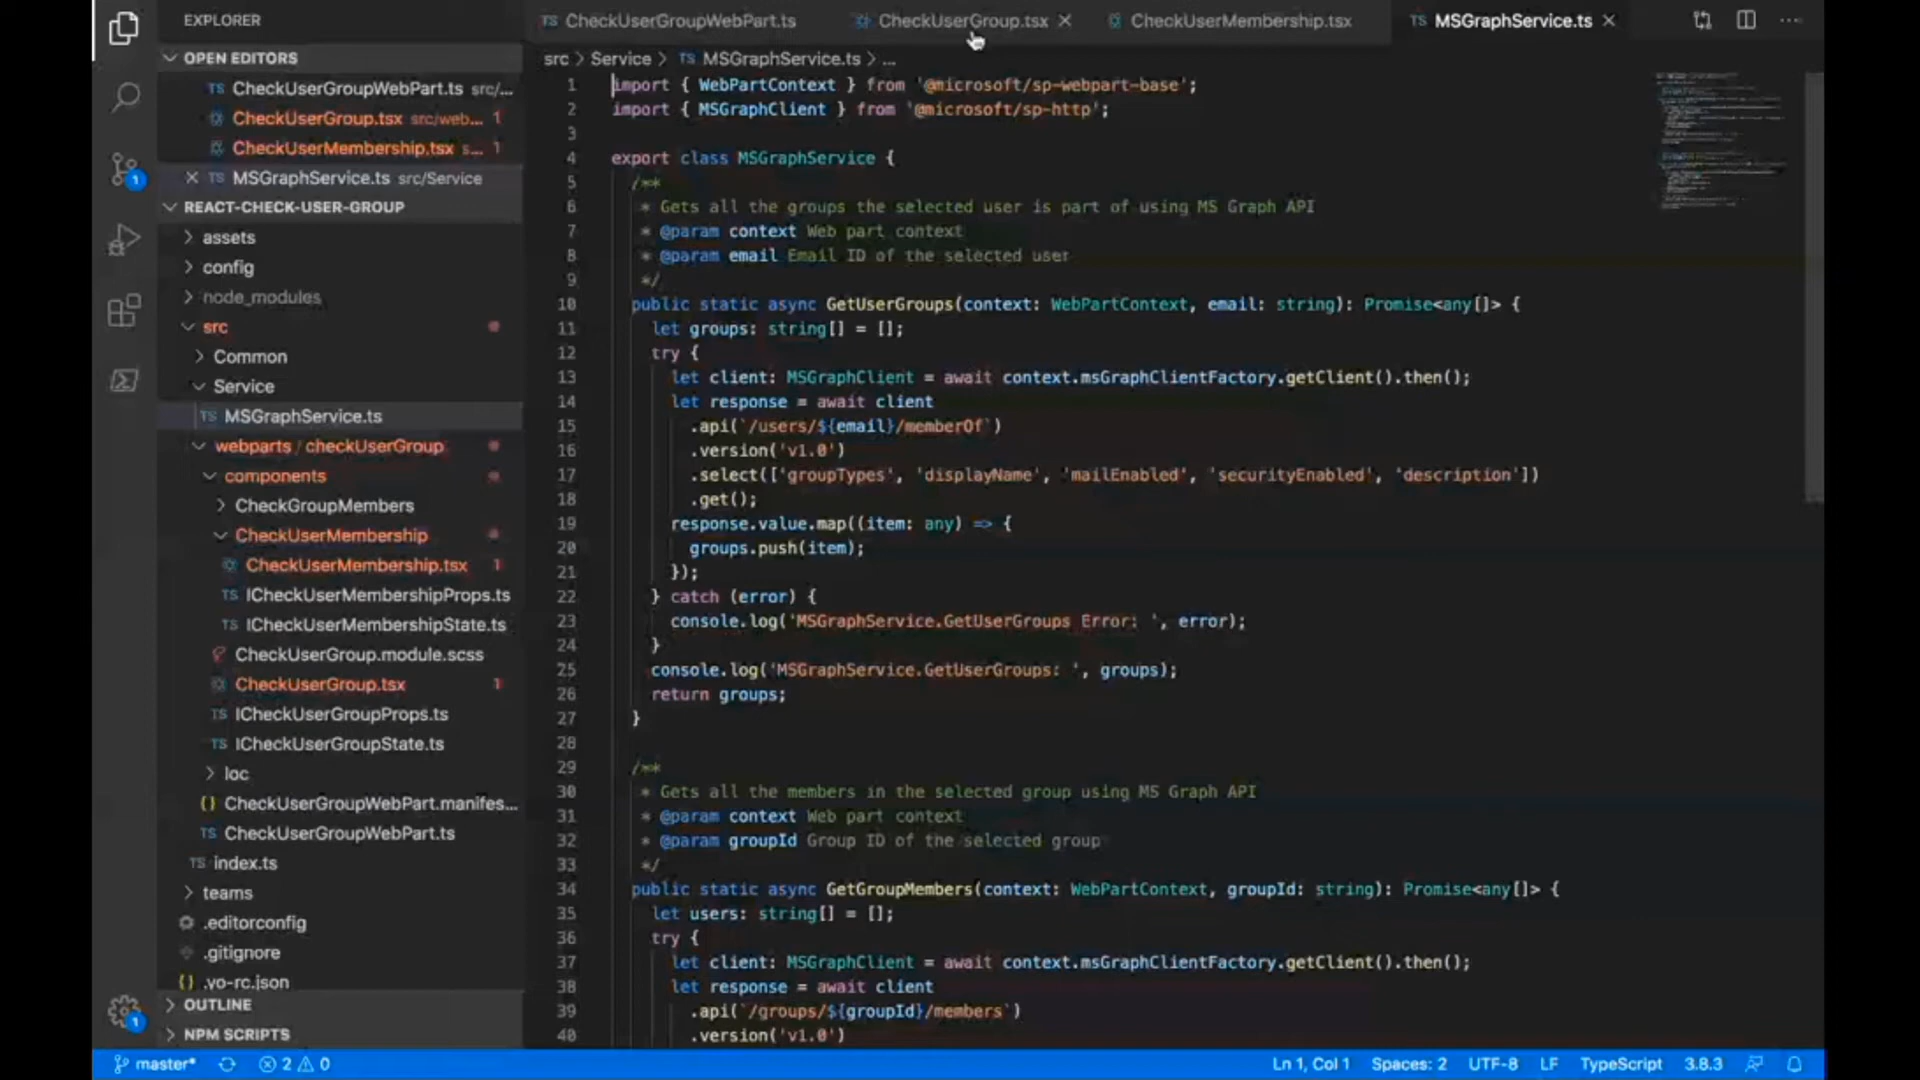 EXPLORER
OPEN EDITORS
TS CheckUserGroupWebPart.ts src/...
CheckUserGroup.tsx src/web... 1
CheckUserMembership.tsx s... 1
TS MSGraphService.ts src/Service
REACT-CHECK-USER-GROUP
assets
config
node_modules
src
Common
Service
TS MSGraphService.ts
webparts / checkUserGroup
components
CheckGroupMembers
CheckUserMembership
CheckUserMembership.tsx 1
TS ICheckUserMembershipProps.ts
TS ICheckUserMembershipState.ts
CheckUserGroup.module.scss
CheckUserGroup.tsx 1
TS ICheckUserGroupProps.ts
TS ICheckUserGroupState.ts
loc
{} CheckUserGroupWebPart.manifes...
TS CheckUserGroupWebPart.ts
TS index.ts
teams
.editorconfig
.gitignore
{} .yo-rc.json
OUTLINE
NPM SCRIPTS
1
1
TS CheckUserGroupWebPart.ts CheckUserGroup.tsx CheckUserMembership.tsx TS MSGraphService.ts
src > Service > TS MSGraphService.ts > ...
1 import { WebPartContext } from '@microsoft/sp-webpart-base';
2 import { MSGraphClient } from '@microsoft/sp-http';
3
4 export class MSGraphService {
5 /**
6 * Gets all the groups the selected user is part of using MS Graph API
7 * @param context Web part context
8 * @param email Email ID of the selected user
9 */
10 public static async GetUserGroups(context: WebPartContext, email: string): Promise<any[]> {
11 let groups: string[] = [];
12 try {
13 let client: MSGraphClient = await context.msGraphClientFactory.getClient().then();
14 let response = await client
15 .api(`/users/${email}/memberOf`)
16 .version('v1.0')
17 .select(['groupTypes', 'displayName', 'mailEnabled', 'securityEnabled', 'description'])
18 .get();
19 response.value.map((item: any) => {
20 groups.push(item);
21 });
22 } catch (error) {
23 console.log('MSGraphService.GetUserGroups Error: ', error);
24 }
25 console.log('MSGraphService.GetUserGroups: ', groups);
26 return groups;
27 }
28
29 /**
30 * Gets all the members in the selected group using MS Graph API
31 * @param context Web part context
32 * @param groupId Group ID of the selected group
33 */
34 public static async GetGroupMembers(context: WebPartContext, groupId: string): Promise<any[]> {
35 let users: string[] = [];
36 try {
37 let client: MSGraphClient = await context.msGraphClientFactory.getClient().then();
38 let response = await client
39 .api(`/groups/${groupId}/members`)
40 .version('v1.0')
master* 2 0 Ln 1, Col 1 Spaces: 2 UTF-8 LF TypeScript 3.8.3